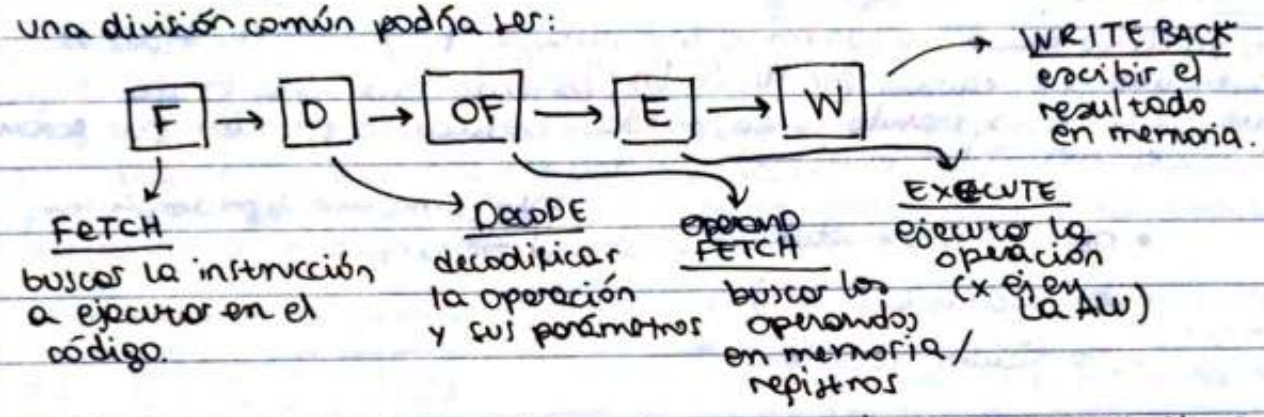 una división común podría ser:
F → D → OF → E → W
WRITE BACK
escribir el
resultado
en memoria.
FETCH
buscar la instrucción
a ejecutar en el
código.
DECODE
decodificar
la operación
y sus parámetros
OPERAND
FETCH
buscar los
operandos
en memoria/
registros
EXECUTE
ejecutar la
operación
(x ej en
la ALU)